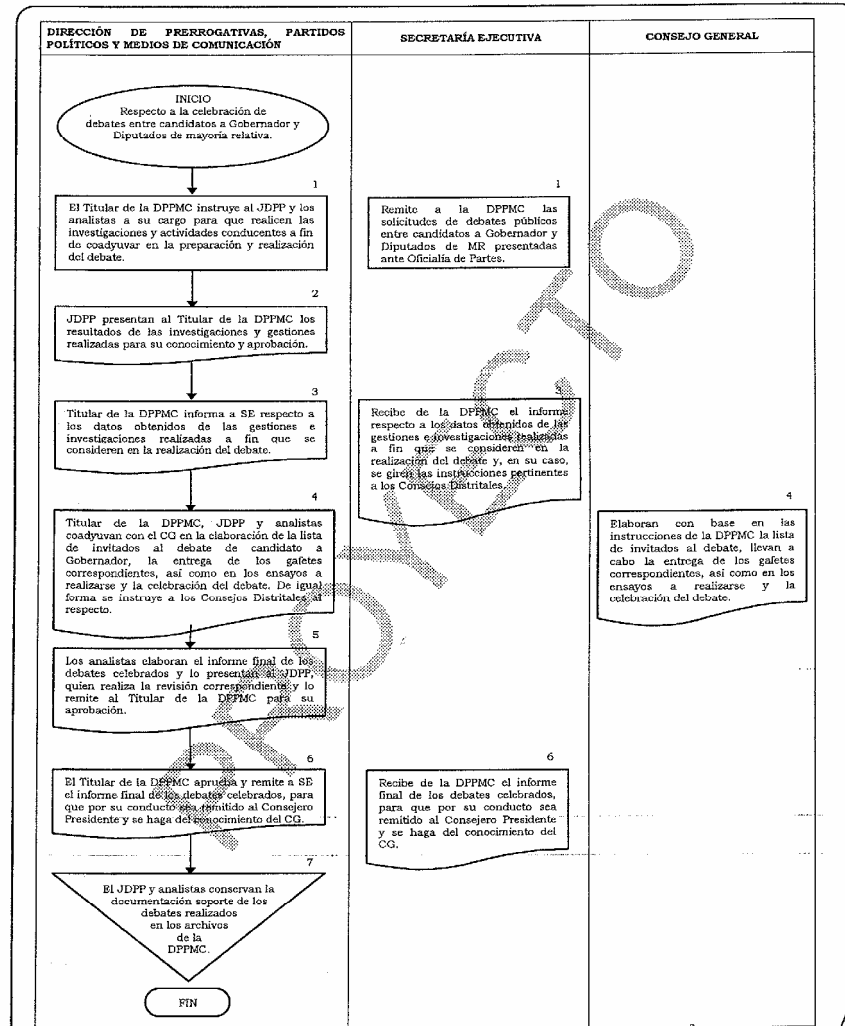 DIRECCIÓN DE PRERROGATIVAS, PARTIDOS
POLÍTICOS Y MEDIOS DE COMUNICACIÓN
SECRETARÍA EJECUTIVA
CONSEJO GENERAL
INICIO
Respecto a la celebración de
debates entre candidatos a Gobernador y
Diputados de mayoría relativa.
1
El Titular de la DPPMC instruye al JDPP y los
analistas a su cargo para que realicen las
investigaciones y actividades conducentes a fin
de coadyuvar en la preparación y realización
del debate.
1
Remite a la DPPMC las
solicitudes de debates públicos
entre candidatos a Gobernador y
Diputados de MR presentadas
ante Oficialía de Partes.
2
JDPP presentan al Titular de la DPPMC los
resultados de las investigaciones y gestiones
realizadas para su conocimiento y aprobación.
3
Titular de la DPPMC informa a SE respecto a
los datos obtenidos de las gestiones e
investigaciones realizadas a fin que se
consideren en la realización del debate.
3
Recibe de la DPPMC el informe
respecto a los datos obtenidos de las
gestiones e investigaciones realizadas
a fin que se consideren en la
realización del debate y, en su caso,
se giren las instrucciones pertinentes
a los Consejos Distritales.
4
Titular de la DPPMC, JDPP y analistas
coadyuvan con el CG en la elaboración de la lista
de invitados al debate de candidato a
Gobernador, la entrega de los gafetes
correspondientes, así como en los ensayos a
realizarse y la celebración del debate. De igual
forma se instruye a los Consejos Distritales al
respecto.
4
Elaboran con base en las
instrucciones de la DPPMC la lista
de invitados al debate, llevan a
cabo la entrega de los gafetes
correspondientes, así como en los
ensayos a realizarse y la
celebración del debate.
5
Los analistas elaboran el informe final de los
debates celebrados y lo presentan al JDPP,
quien realiza la revisión correspondiente y lo
remite al Titular de la DPPMC para su
aprobación.
6
El Titular de la DPPMC aprueba y remite a SE
el informe final de los debates celebrados, para
que por su conducto sea remitido al Consejero
Presidente y se haga del conocimiento del CG.
6
Recibe de la DPPMC el informe
final de los debates celebrados,
para que por su conducto sea
remitido al Consejero Presidente
y se haga del conocimiento del
CG.
7
El JDPP y analistas conservan la
documentación soporte de los
debates realizados
en los archivos
de la
DPPMC.
FIN
PROYECTO